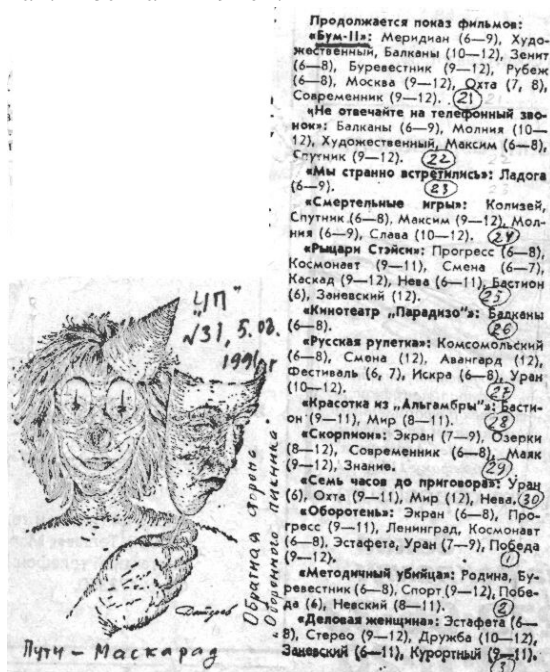 Продолжается показ фильмов:
«Бум-II»: Меридиан (6—9), Худо-
жественный, Балканы (10—12), Зенит
(6—8), Буревестник (9—12), Рубеж
(6—8), Москва (9—12), Охта (7, 8),
Современник (9—12). 21
«Не отвечайте на телефонный зво-
нок»: Балканы (6—9), Молния (10—
12), Художественный, Максим (6—8),
Спутник (9—12). 22
«Мы странно встретились»: Ладога
(6—9). 23
«Смертельные игры»: Колизей,
Спутник (6—8), Максим (9—12), Мол-
ния (6—9), Слава (10—12). 24
«Рыцари Стэйси»: Прогресс (6—8),
Космонавт (9—11), Смена (6—7),
Каскад (9—12), Нева (6—11), Бастион
(6), Заневский (12). 25
«Кинотеатр „Парадизо"»: Балканы
(6—8). 26
«Русская рулетка»: Комсомольский
(6—8), Смена (12), Авангард (12),
Фестиваль (6, 7), Искра (6—8), Уран
(10—12). 27
«Красотка из „Альгамбры"»: Басти-
он (9—11), Мир (8—11). 28
«Скорпион»: Экран (7—9), Озерки
(8—12), Современник (6—8), Маяк
(9—12), Знание. 29
«Семь часов до приговора»: Уран
(6), Охта (9—11), Мир (12), Нева. 30
«Оборотень»: Экран (6—8), Про-
гресс (9—11), Ленинград, Космонавт
(6—8), Эстафета, Уран (7—9), Победа
(9—12). 1
«Методичный убийца»: Родина, Бу-
ревестник (6—8), Спорт (9—12), Побе-
да (6), Невский (8—11). 2
«Деловая женщина»: Эстафета (6—
8), Стерео (9—12), Дружба (10—12),
Заневский (6—11), Курортный (9—11).
3
"ЧП"
№31, 5.08.
1991 г
Обратная сторона
Пути - Маскарад